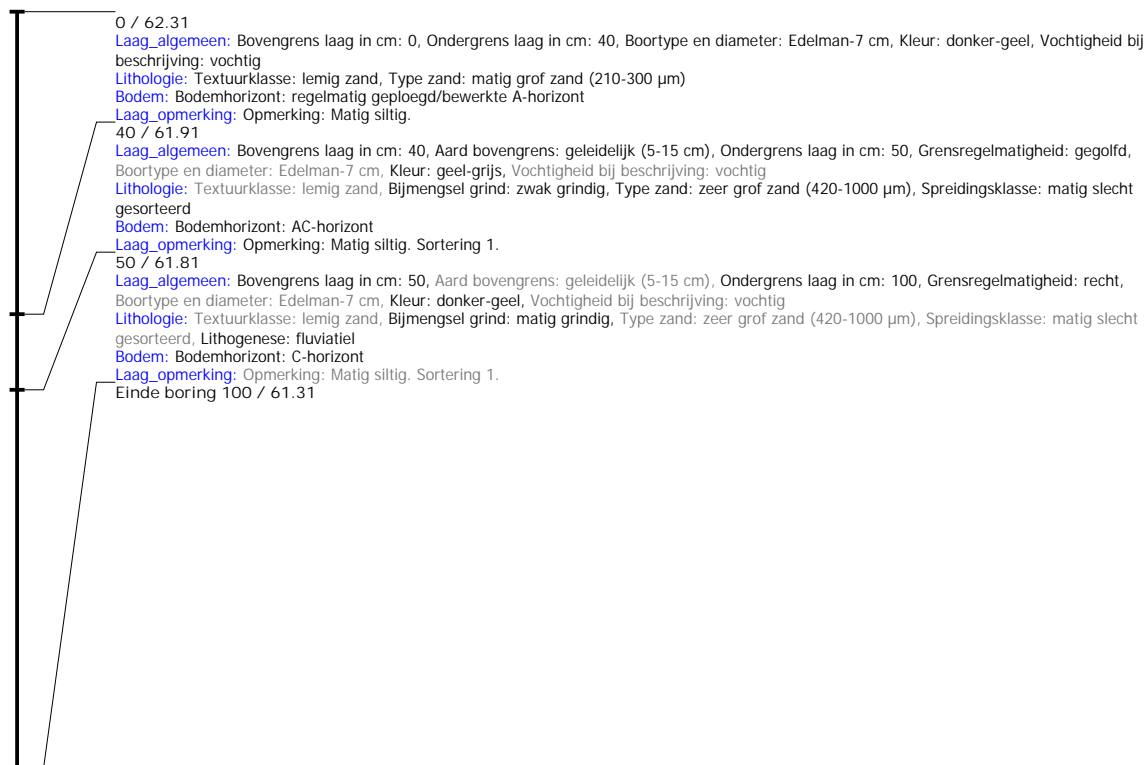 0 / 62.31
Laag_algemeen: Bovengrens laag in cm: 0, Ondergrens laag in cm: 40, Boortype en diameter: Edelman-7 cm, Kleur: donker-geel, Vochtigheid bij
beschrijving: vochtig
Lithologie: Textuurklasse: lemig zand, Type zand: matig grof zand (210-300 µm)
Bodem: Bodemhorizont: regelmatig geploegd/bewerkte A-horizont
Laag_opmerking: Opmerking: Matig siltig.
40 / 61.91
Laag_algemeen: Bovengrens laag in cm: 40, Aard bovengrens: geleidelijk (5-15 cm), Ondergrens laag in cm: 50, Grensregelmatigheid: gegolfd,
Boortype en diameter: Edelman-7 cm, Kleur: geel-grijs, Vochtigheid bij beschrijving: vochtig
Lithologie: Textuurklasse: lemig zand, Bijmengsel grind: zwak grindig, Type zand: zeer grof zand (420-1000 µm), Spreidingsklasse: matig slecht
gesorteerd
Bodem: Bodemhorizont: AC-horizont
Laag_opmerking: Opmerking: Matig siltig. Sortering 1.
50 / 61.81
Laag_algemeen: Bovengrens laag in cm: 50, Aard bovengrens: geleidelijk (5-15 cm), Ondergrens laag in cm: 100, Grensregelmatigheid: recht,
Boortype en diameter: Edelman-7 cm, Kleur: donker-geel, Vochtigheid bij beschrijving: vochtig
Lithologie: Textuurklasse: lemig zand, Bijmengsel grind: matig grindig, Type zand: zeer grof zand (420-1000 µm), Spreidingsklasse: matig slecht
gesorteerd, Lithogenese: fluviatiel
Bodem: Bodemhorizont: C-horizont
Laag_opmerking: Opmerking: Matig siltig. Sortering 1.
Einde boring 100 / 61.31